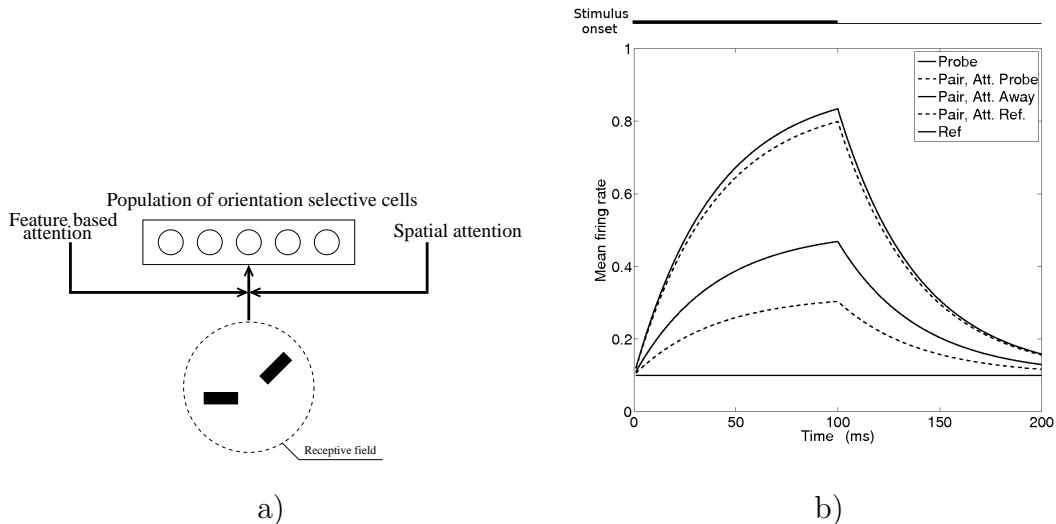 Population of orientation selective cells
Feature based
attention
Spatial attention
Receptive field
a)
Stimulus
onset
1
0.8
0.6
0.4
0.2
0
Mean firing rate
Probe
Pair, Att. Probe
Pair, Att. Away
Pair, Att. Ref.
Ref
0
50
100
150
200
Time (ms)
b)